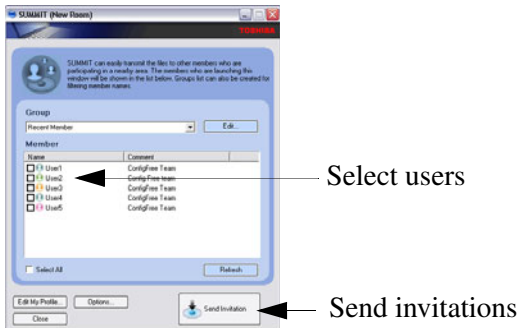 SUMMIT (New Room)
TOSHIBA
SUMMIT can easily transmit the files to other members who are
participating in a nearby area. The members who are launching this
window will be shown in the list below. Groups list can also be created for
filtering member names.
Group
Recent Member
Edit...
Member
Name Comment
User1 ConfigFree Team
User2 Config Free team
User3 ConfigFree Team
User4 ConfigFree Team
User5 ConfigFree Team
Select users
Select All
Refresh
Edit My Profile...
Options...
Send Invitation
Close
Send invitations